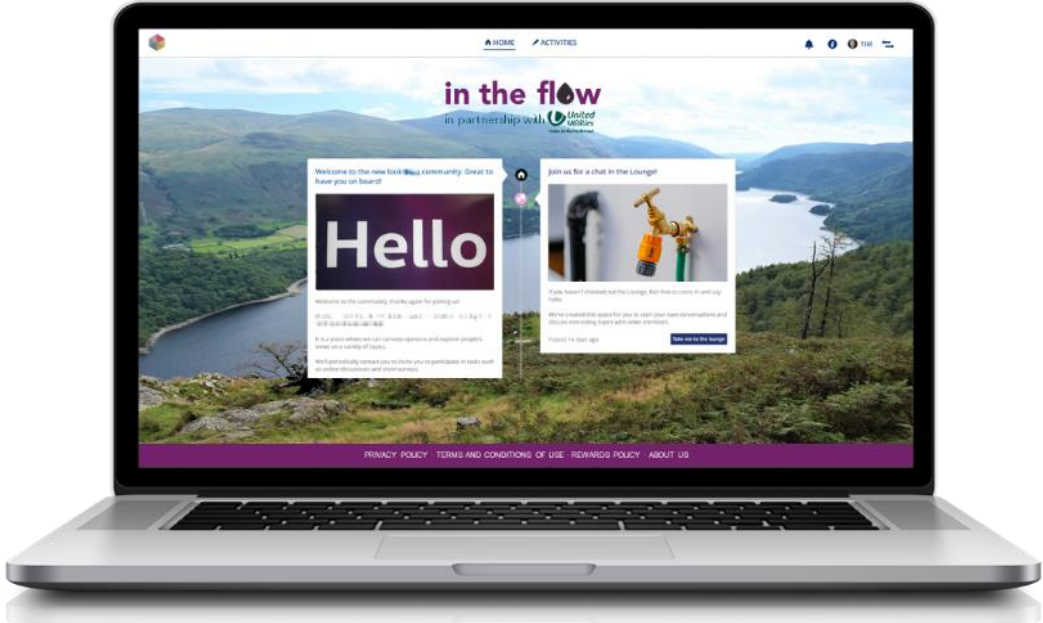 HOME ACTIVITIES TIM
in the flow
in partnership with United Utilities
Welcome to the new look community. Great to
have you on board!
Hello
Welcome to the community, thanks again for joining us!
It is a place where we can canvass opinions and explore people's
views on a variety of topics.
We'll periodically contact you to invite you to participate in tasks such
as online discussions and short surveys.
Join us for a chat in the Lounge!
If you haven't checked out the Lounge, feel free to come in and say
hello.
We've created this space for you to start your own conversations and
discuss interesting topics with other members.
Posted 14 days ago Take me to the lounge
PRIVACY POLICY · TERMS AND CONDITIONS OF USE · REWARDS POLICY · ABOUT US